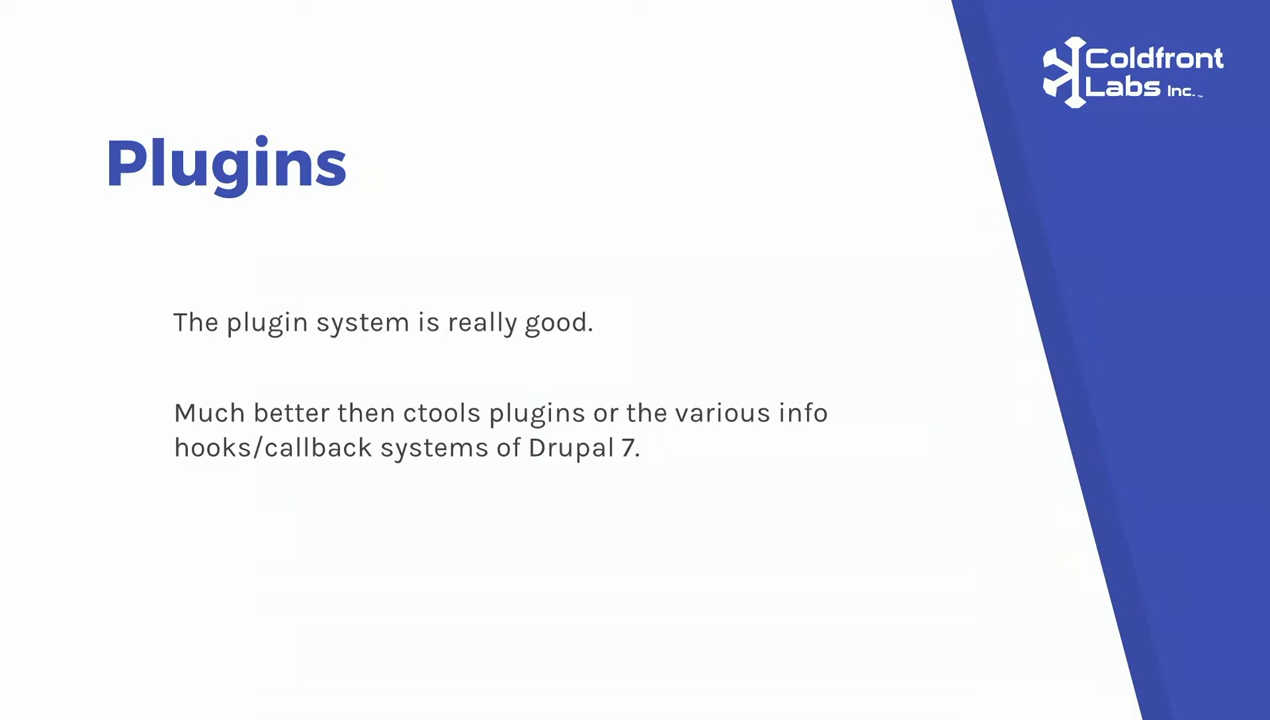 Coldfront
Labs Inc.™
Plugins
The plugin system is really good.
Much better then ctools plugins or the various info
hooks/callback systems of Drupal 7.